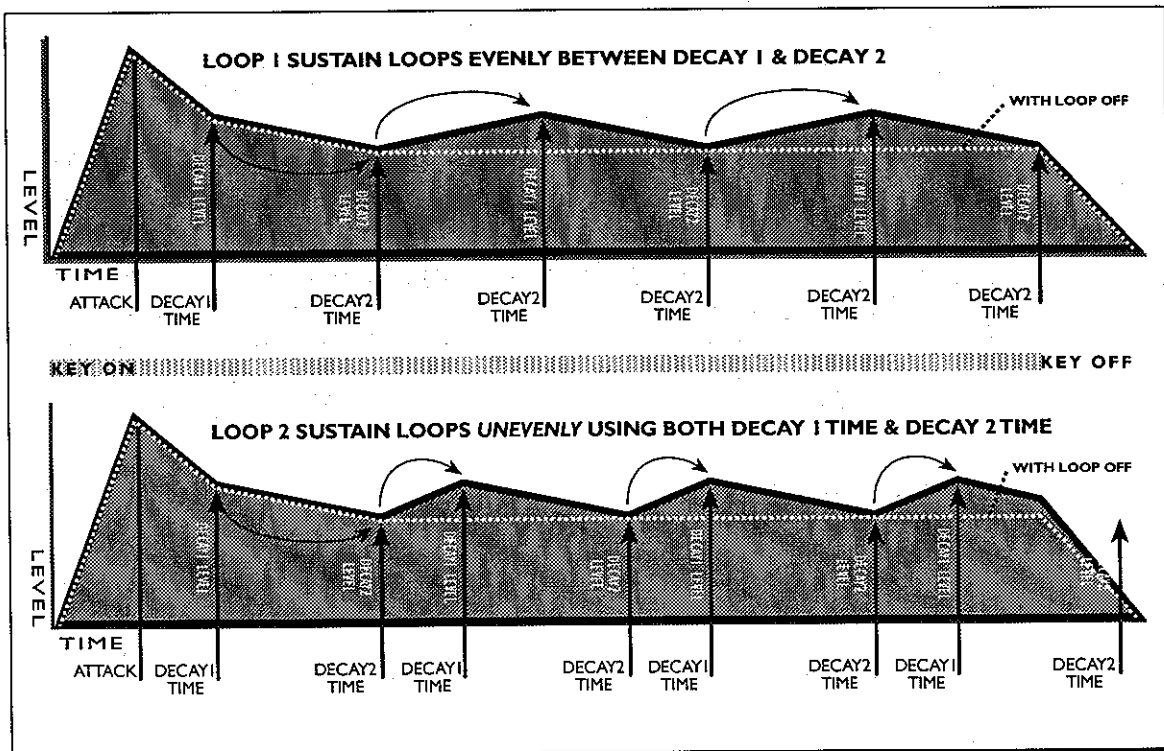 LOOP 1 SUSTAIN LOOPS EVENLY BETWEEN DECAY 1 & DECAY 2
WITH LOOP OFF
LEVEL
DECAY1 LEVEL
DECAY2
LEVEL
DECAY1 LEVEL
DECAY2
LEVEL
DECAY1 LEVEL
DECAY2
LEVEL
TIME
ATTACK
DECAY1
TIME
DECAY2
TIME
DECAY2
TIME
DECAY2
TIME
DECAY2
TIME
DECAY2
TIME
KEY ON
KEY OFF
LOOP 2 SUSTAIN LOOPS UNEVENLY USING BOTH DECAY 1 TIME & DECAY 2 TIME
WITH LOOP OFF
LEVEL
DECAY1 LEVEL
DECAY2
LEVEL
DECAY1 LEVEL
DECAY2
LEVEL
DECAY1 LEVEL
DECAY2
LEVEL
DECAY1 LEVEL
LEVEL
TIME
ATTACK
DECAY1
TIME
DECAY2
TIME
DECAY1
TIME
DECAY2
TIME
DECAY1
TIME
DECAY2
TIME
DECAY1
TIME
DECAY2
TIME